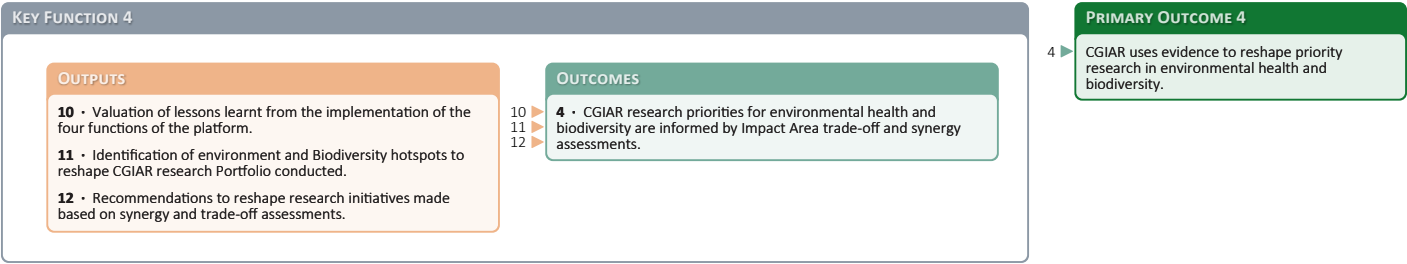 KEY FUNCTION 4
OUTPUTS
10 · Valuation of lessons learnt from the implementation of the
four functions of the platform.
11 · Identification of environment and Biodiversity hotspots to
reshape CGIAR research Portfolio conducted.
12 · Recommendations to reshape research initiatives made
based on synergy and trade-off assessments.
10
11
12
OUTCOMES
4 · CGIAR research priorities for environmental health and
biodiversity are informed by Impact Area trade-off and synergy
assessments.
4
PRIMARY OUTCOME 4
CGIAR uses evidence to reshape priority
research in environmental health and
biodiversity.